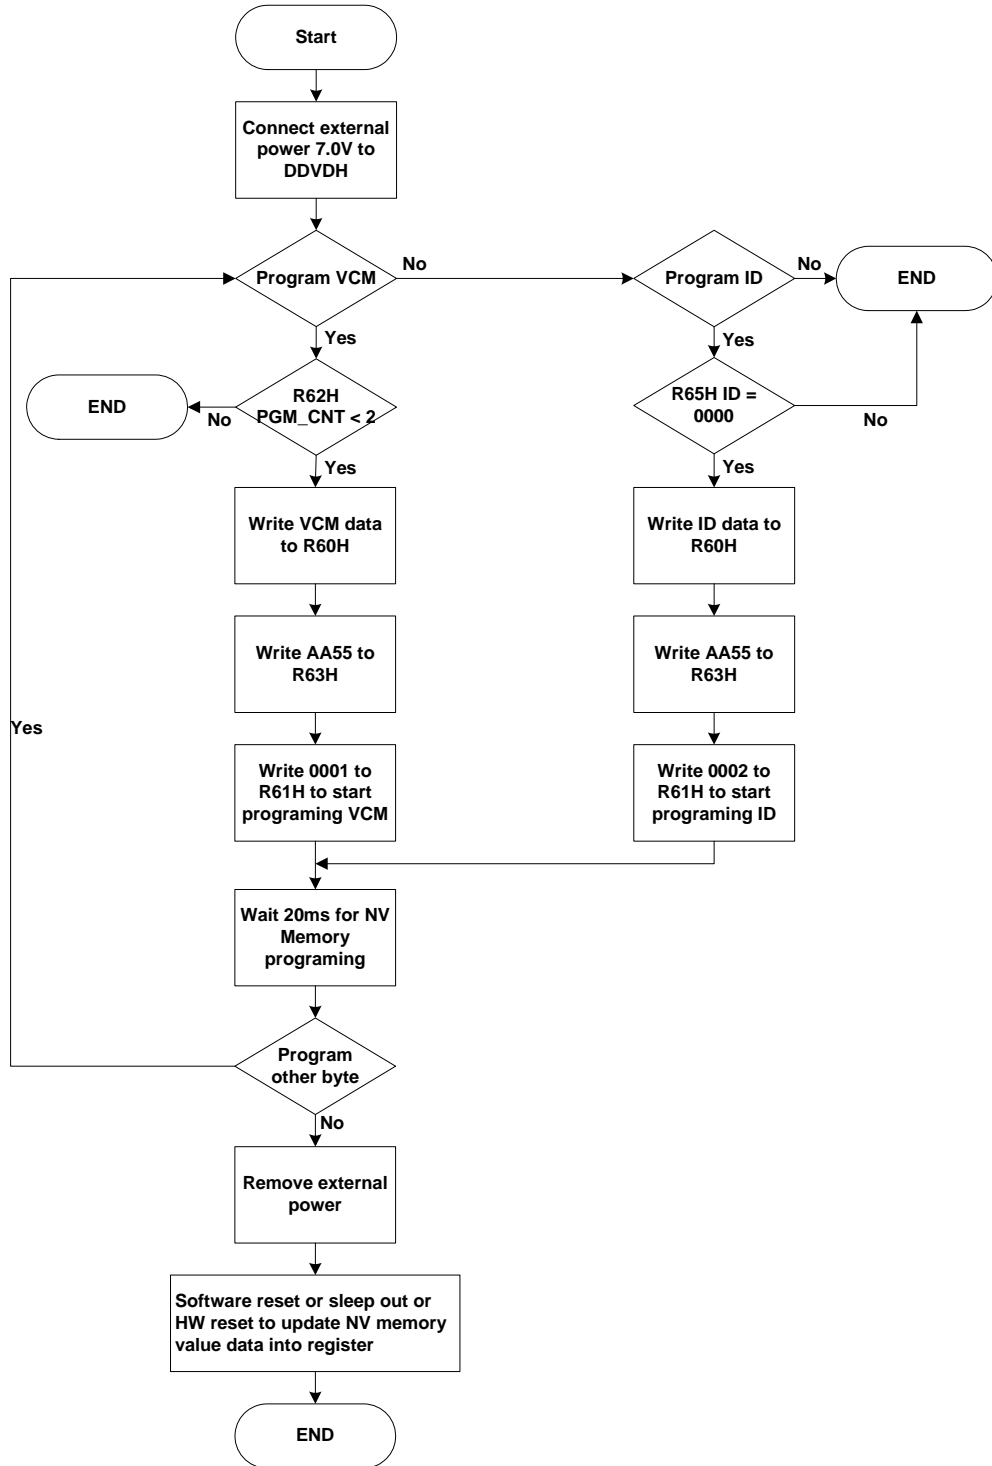 Start
Connect external
power 7.0V to
DDVDH
Program VCM
No
Program ID
No
END
Yes
Yes
END
No
R62H
PGM_CNT < 2
R65H ID =
0000
No
Yes
Yes
Write VCM data
to R60H
Write ID data to
R60H
Write AA55 to
R63H
Write AA55 to
R63H
Yes
Write 0001 to
R61H to start
programing VCM
Write 0002 to
R61H to start
programing ID
Wait 20ms for NV
Memory
programing
Program
other byte
No
Remove external
power
Software reset or sleep out or
HW reset to update NV memory
value data into register
END